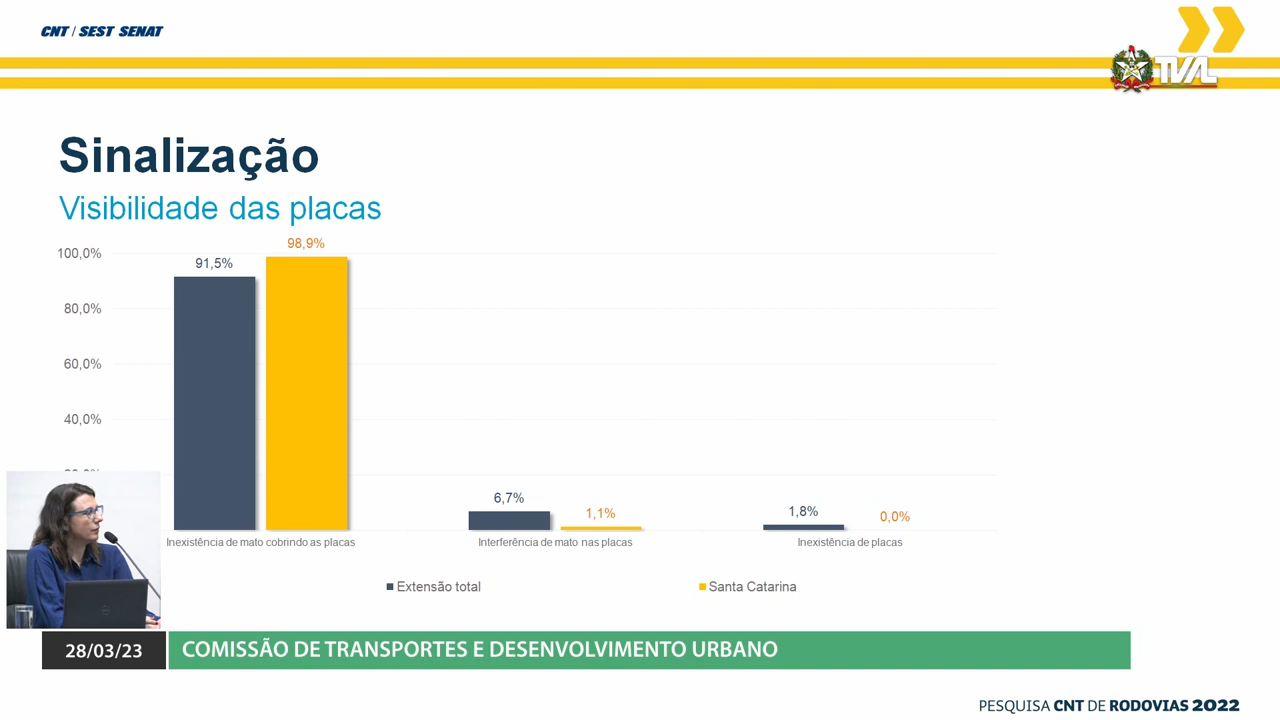 CNT / SEST SENAT
TVAL
Sinalização
Visibilidade das placas
98,9%
100,0%
91,5%
80,0%
60,0%
40,0%
6,7%
1,1%
1,8%
0,0%
Inexistência de mato cobrindo as placas
Interferência de mato nas placas
Inexistência de placas
Extensão total
Santa Catarina
28/03/23
COMISSÃO DE TRANSPORTES E DESENVOLVIMENTO URBANO
PESQUISA CNT DE RODOVIAS 2022